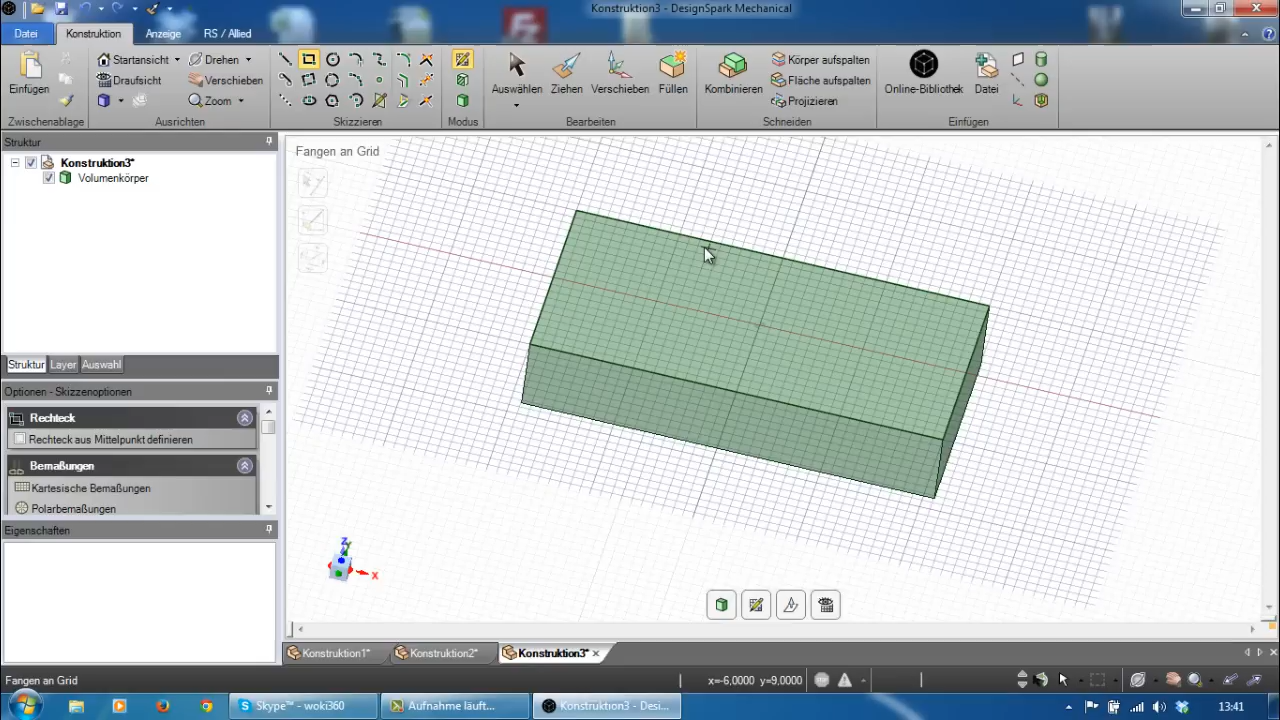 Konstruktion3 - DesignSpark Mechanical
Datei
Konstruktion
Anzeige
RS / Allied
Einfügen
Zwischenablage
Startansicht
Draufsicht
Drehen
Verschieben
Zoom
Ausrichten
Skizzieren
Modus
Auswählen
Ziehen
Verschieben
Füllen
Bearbeiten
Kombinieren
Körper aufspalten
Fläche aufspalten
Projizieren
Schneiden
Online-Bibliothek
Datei
Einfügen
Struktur
Konstruktion3*
Volumenkörper
Struktur
Layer
Auswahl
Optionen - Skizzenoptionen
Rechteck
Rechteck aus Mittelpunkt definieren
Bemaßungen
Kartesische Bemaßungen
Polarbemaßungen
Eigenschaften
Fangen an Grid
Z
X
Konstruktion1*
Konstruktion2*
Konstruktion3*
Fangen an Grid
x=-6,0000 y=9,0000
Skype™ - woki360
Aufnahme läuft...
Konstruktion3 - Desi...
13:41